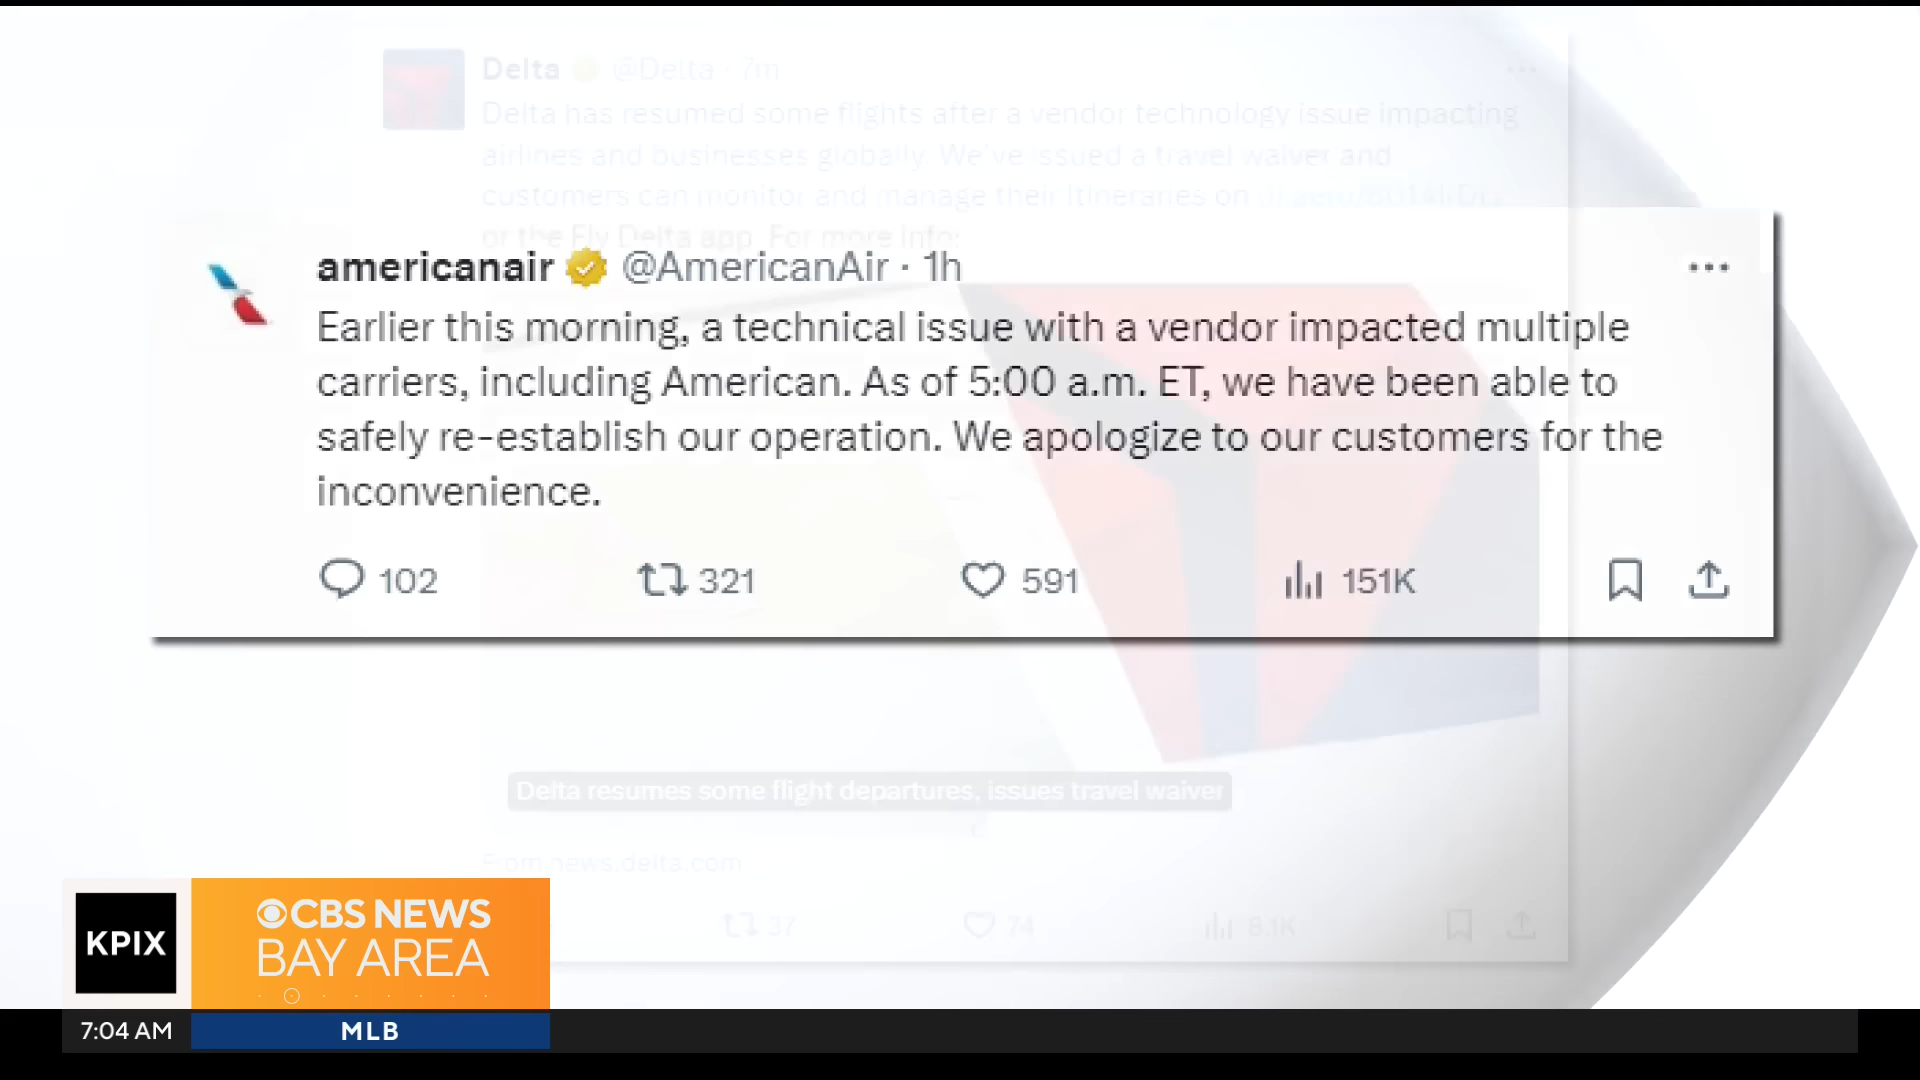 Delta @Delta · 7m
Delta has resumed some flights after a vendor technology issue impacting
airlines and businesses globally. We've issued a travel waiver and
customers can monitor and manage their itineraries on
or the Fly Delta app. For more info:
americanair @AmericanAir · 1h
Earlier this morning, a technical issue with a vendor impacted multiple
carriers, including American. As of 5:00 a.m. ET, we have been able to
safely re-establish our operation. We apologize to our customers for the
inconvenience.
102 321 591 151K
Delta resumes some flight departures, issues travel waiver
From news.delta.com
37 74 8.1K
KPIX
CBS NEWS
BAY AREA
7:04 AM MLB